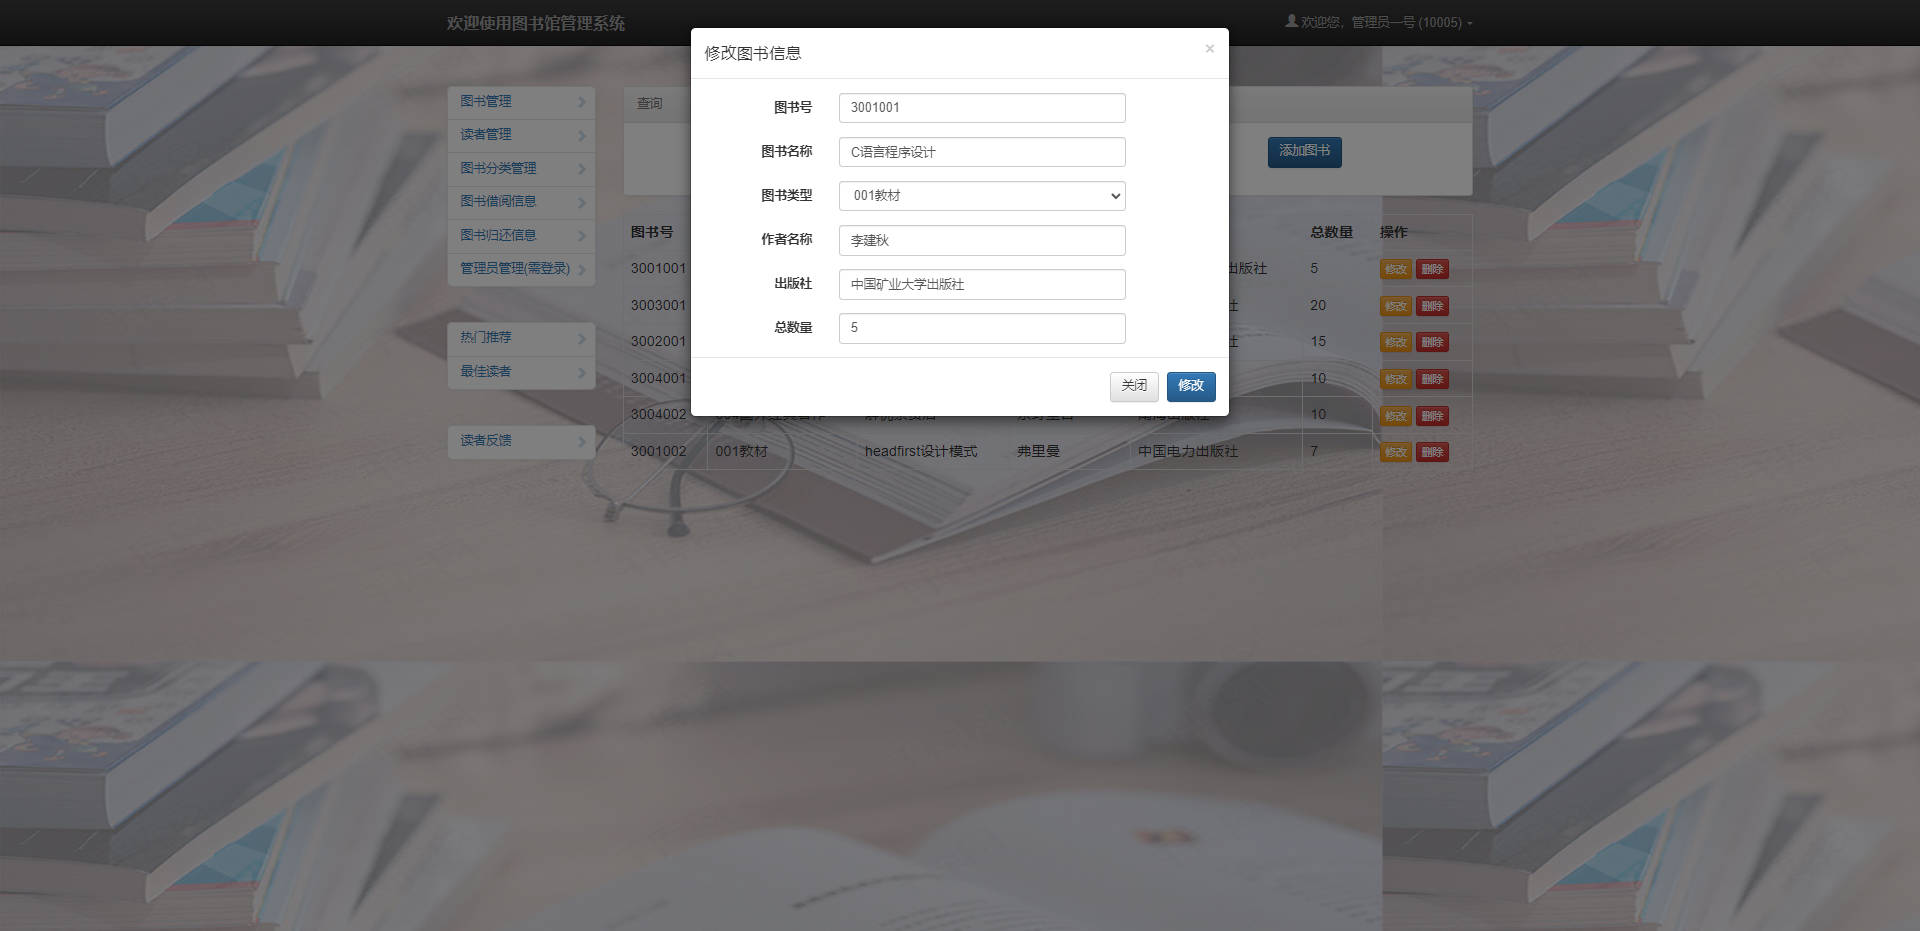 欢迎使用图书馆管理系统
欢迎您，管理员一号 (10005)
修改图书信息 ×
图书号 3001001
图书名称 C语言程序设计
图书类型 001教材
作者名称 李建秋
出版社 中国矿业大学出版社
总数量 5
关闭 修改
图书管理
读者管理
图书分类管理
图书借阅信息
图书归还信息
管理员管理(需登录)
热门推荐
最佳读者
读者反馈
查询
添加图书
图书号 总数量 操作
3001001 出版社 5 修改 删除
3003001 社 20 修改 删除
3002001 社 15 修改 删除
3004001 10 修改 删除
3004002 10 修改 删除
3001002 001教材 headfirst设计模式 弗里曼 中国电力出版社 7 修改 删除